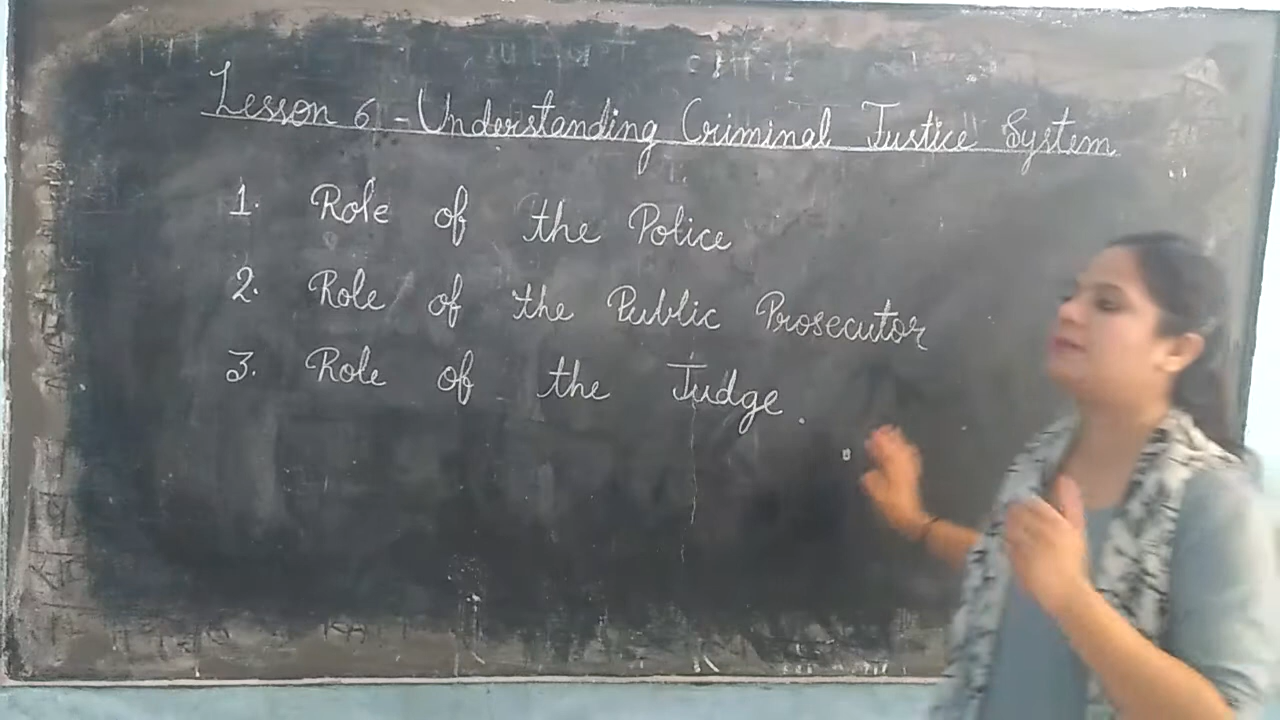 Lesson 6 - Understanding Criminal Justice System
1. Role of the Police
2. Role of the Public Prosecutor
3. Role of the Judge.